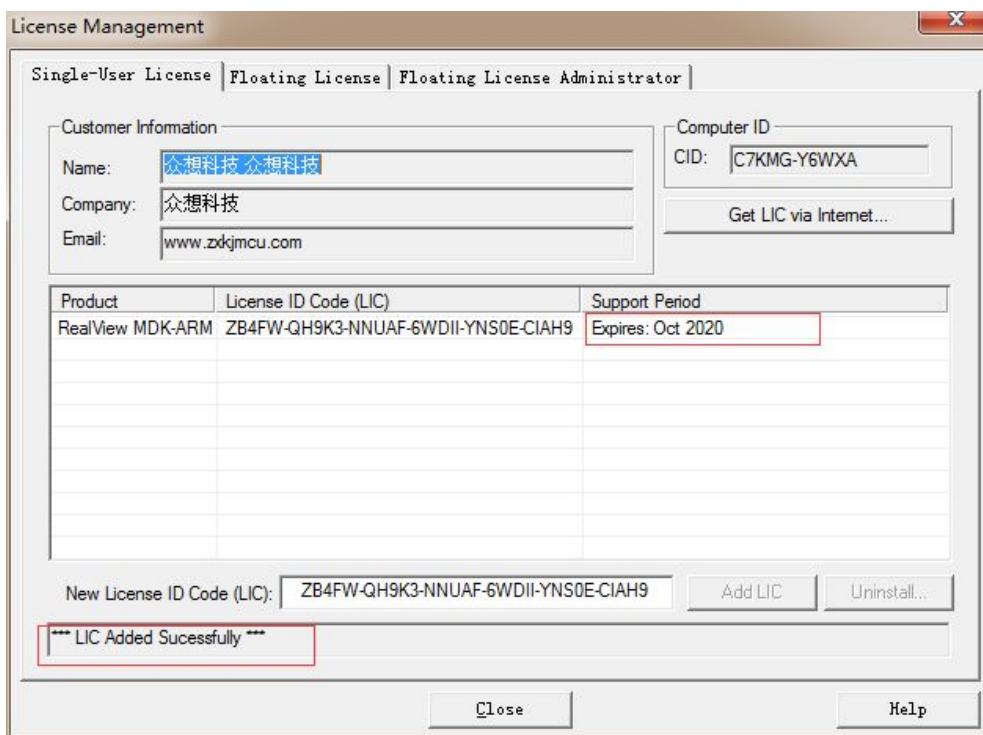 License Management
Single-User License
Floating License
Floating License Administrator
Customer Information
Name:
众想科技 众想科技
Company:
众想科技
Email:
www.zxkjmcu.com
Computer ID
CID:
C7KMG-Y6WXA
Get LIC via Internet...
Product
License ID Code (LIC)
Support Period
RealView MDK-ARM
ZB4FW-QH9K3-NNUAF-6WDII-YNS0E-CIAH9
Expires: Oct 2020
New License ID Code (LIC):
ZB4FW-QH9K3-NNUAF-6WDII-YNS0E-CIAH9
Add LIC
Uninstall...
*** LIC Added Sucessfully ***
Close
Help